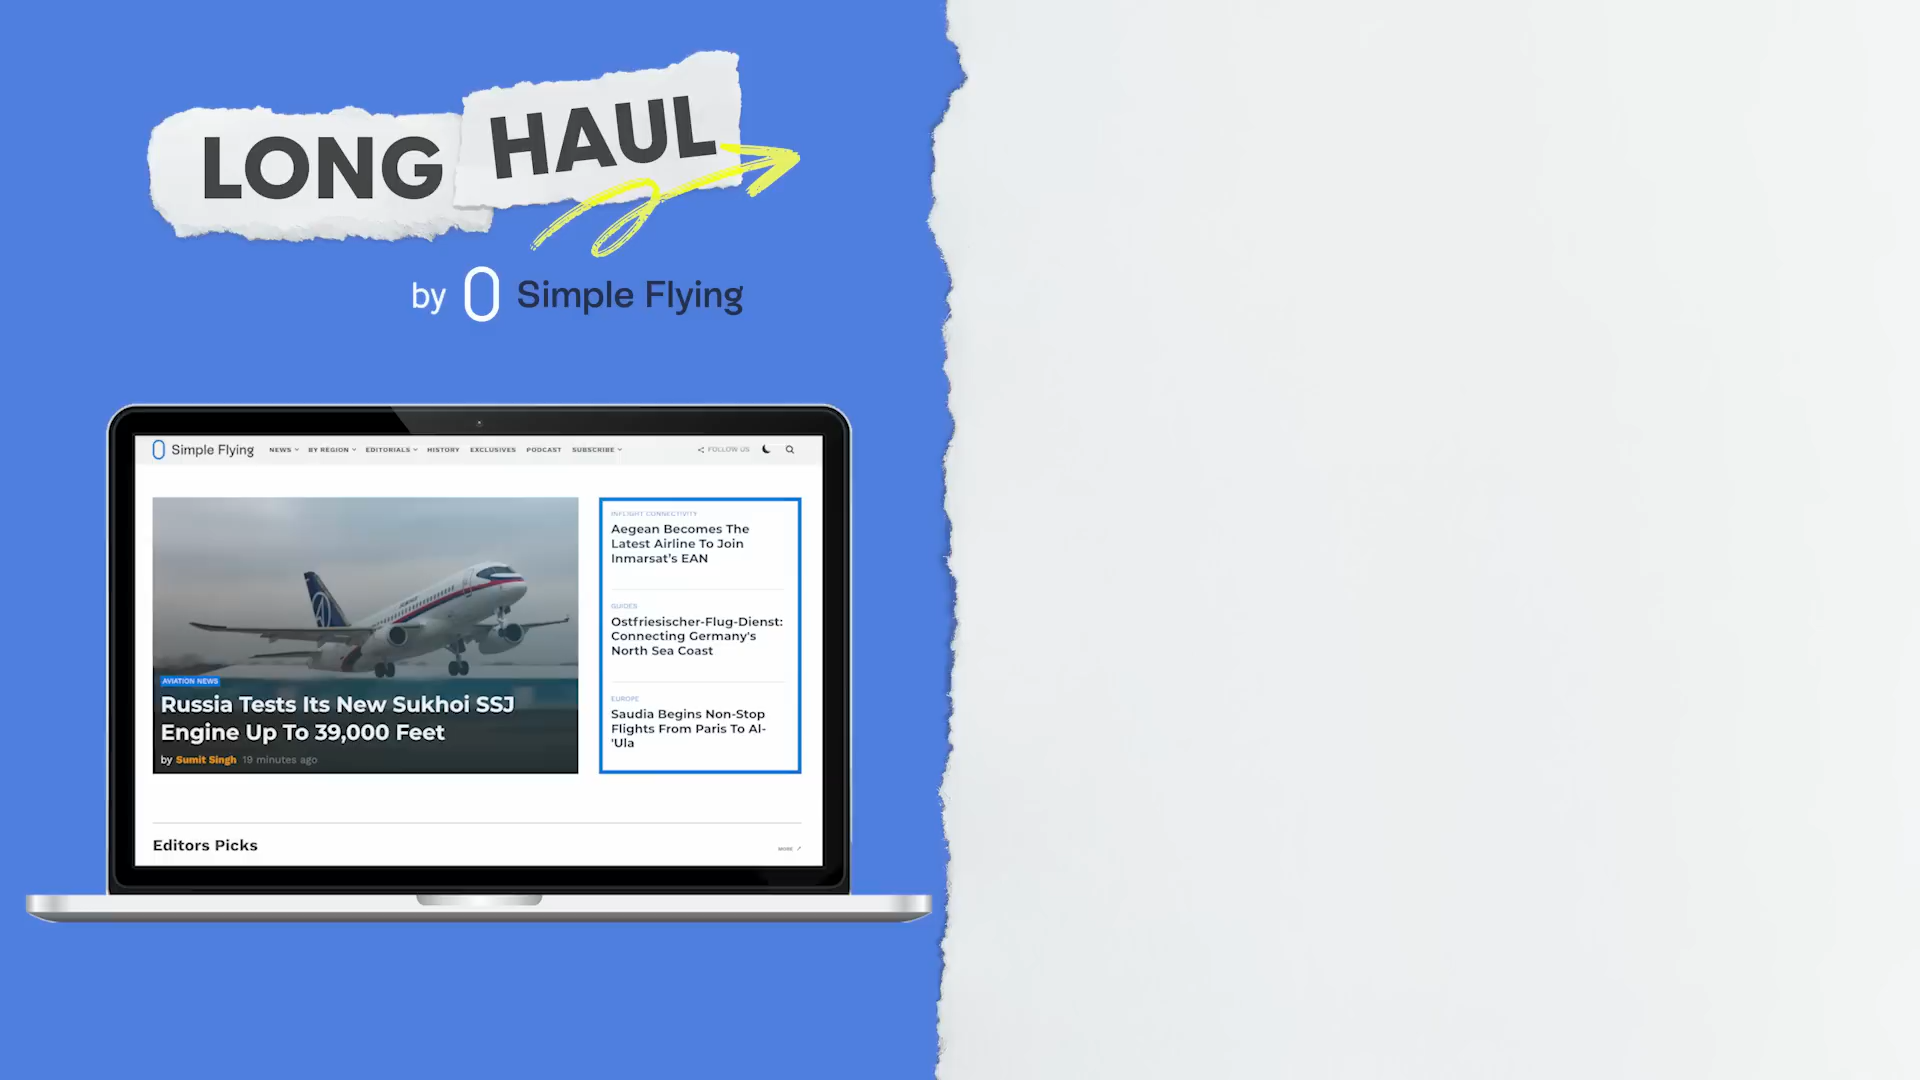 LONG HAUL
by Simple Flying
Simple Flying NEWS BY REGION EDITORIALS HISTORY EXCLUSIVES PODCAST SUBSCRIBE FOLLOW US
AVIATION NEWS
Russia Tests Its New Sukhoi SSJ
Engine Up To 39,000 Feet
by Sumit Singh 19 minutes ago
INFLIGHT CONNECTIVITY
Aegean Becomes The
Latest Airline To Join
Inmarsat's EAN
GUIDES
Ostfriesischer-Flug-Dienst:
Connecting Germany's
North Sea Coast
EUROPE
Saudia Begins Non-Stop
Flights From Paris To Al-
'Ula
Editors Picks
MORE